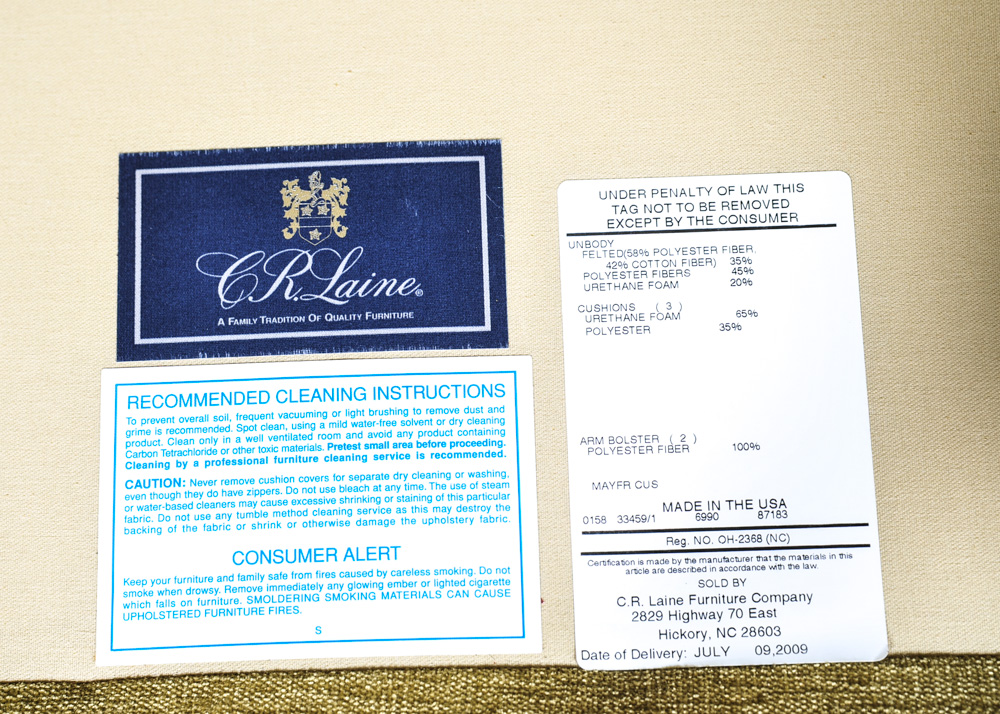 C.R. Laine®
A FAMILY TRADITION OF QUALITY FURNITURE
RECOMMENDED CLEANING INSTRUCTIONS
To prevent overall soil, frequent vacuuming or light brushing to remove dust and
grime is recommended. Spot clean, using a mild water-free solvent or dry cleaning
product. Clean only in a well ventilated room and avoid any product containing
Carbon Tetrachloride or other toxic materials. Pretest small area before proceeding.
Cleaning by a professional furniture cleaning service is recommended.
CAUTION: Never remove cushion covers for separate dry cleaning or washing,
even though they do have zippers. Do not use bleach at any time. The use of steam
or water-based cleaners may cause excessive shrinking or staining of this particular
fabric. Do not use any tumble method cleaning service as this may destroy the
backing of the fabric or shrink or otherwise damage the upholstery fabric.
CONSUMER ALERT
Keep your furniture and family safe from fires caused by careless smoking. Do not
smoke when drowsy. Remove immediately any glowing ember or lighted cigarette
which falls on furniture. SMOLDERING SMOKING MATERIALS CAN CAUSE
UPHOLSTERED FURNITURE FIRES.
S
UNDER PENALTY OF LAW THIS
TAG NOT TO BE REMOVED
EXCEPT BY THE CONSUMER
UNBODY
FELTED(58% POLYESTER FIBER,
42% COTTON FIBER) 35%
POLYESTER FIBERS 45%
URETHANE FOAM 20%
CUSHIONS ( 3 )
URETHANE FOAM 65%
POLYESTER 35%
ARM BOLSTER ( 2 )
POLYESTER FIBER 100%
MAYFR CUS
MADE IN THE USA
0158 33459/1 6990 87183
Reg. NO. OH-2368 (NC)
Certification is made by the manufacturer that the materials in this
article are described in accordance with the law.
SOLD BY
C.R. Laine Furniture Company
2829 Highway 70 East
Hickory, NC 28603
Date of Delivery: JULY 09,2009